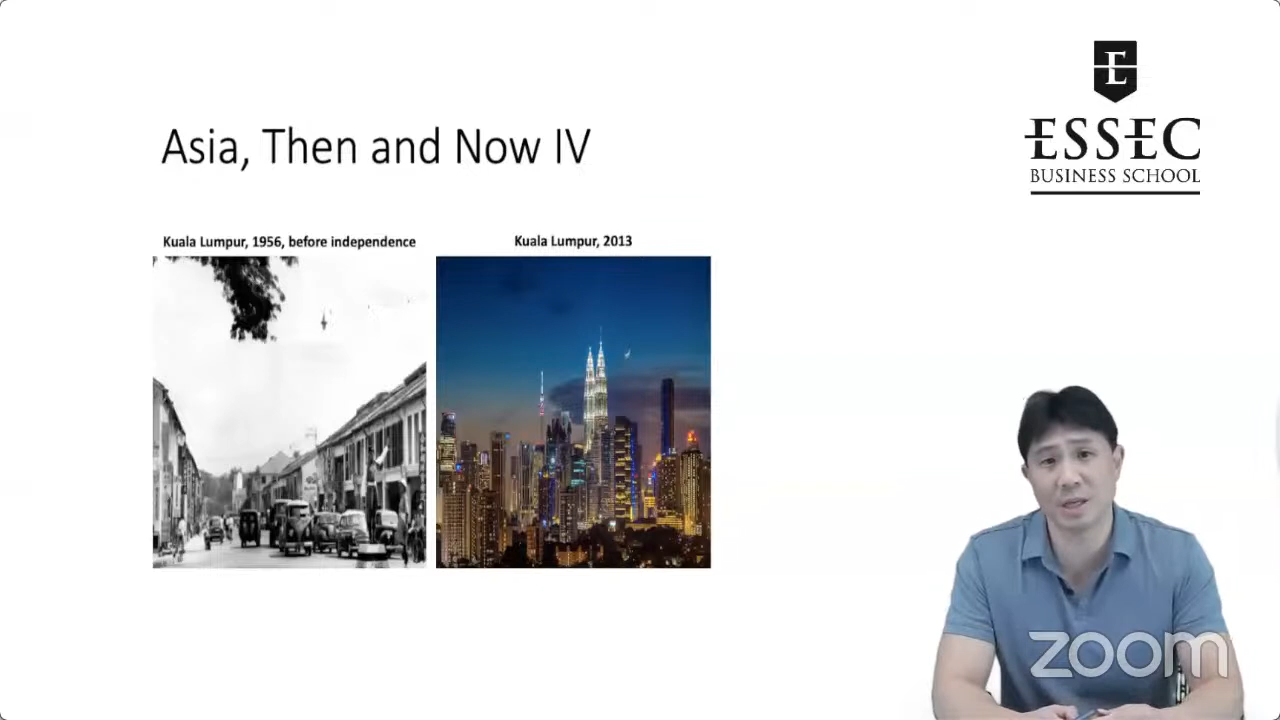 E
ESSEC
BUSINESS SCHOOL
Asia, Then and Now IV
Kuala Lumpur, 1956, before independence
Kuala Lumpur, 2013
zoom